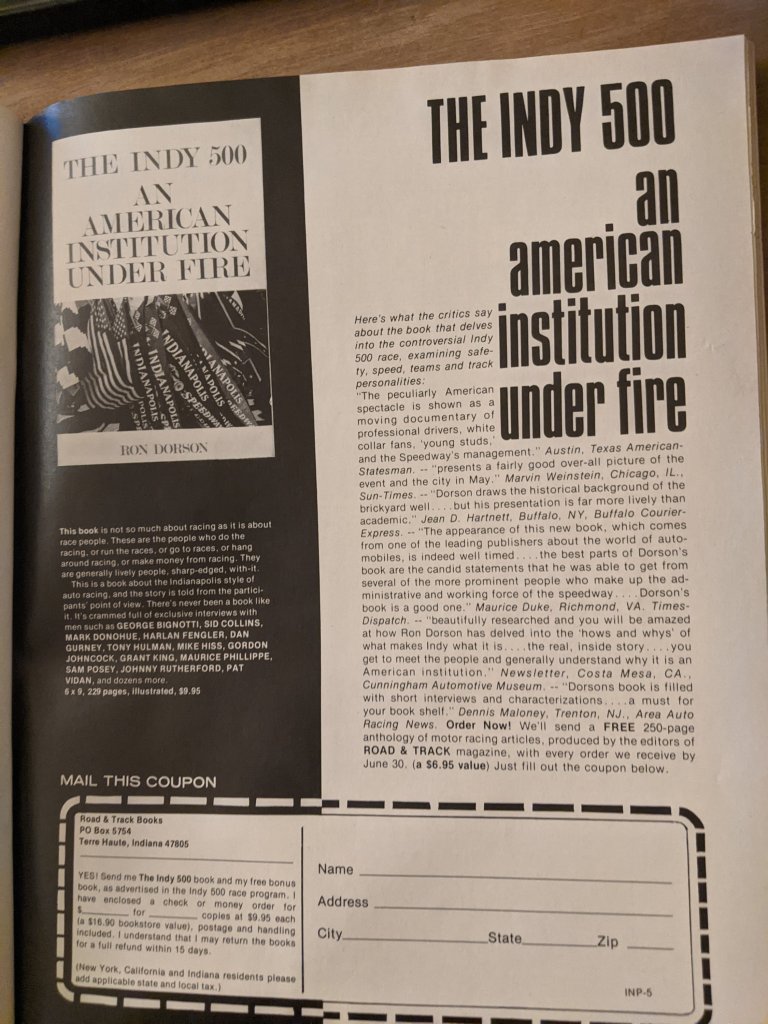 THE INDY 500
AN
AMERICAN
INSTITUTION
UNDER FIRE
INDIANAPOLIS
INDIANAPOLIS
INDIANAPOLIS
RON DORSON
This book is not so much about racing as it is about
race people. These are the people who do the
racing, or run the races, or go to races, or hang
around racing, or make money from racing. They
are generally lively people, sharp-edged, with-it.
This is a book about the Indianapolis style of
auto racing, and the story is told from the partici-
pants' point of view. There's never been a book like
it. It's crammed full of exclusive interviews with
men such as GEORGE BIGNOTTI, SID COLLINS,
MARK DONOHUE, HARLAN FENGLER, DAN
GURNEY, TONY HULMAN, MIKE HISS, GORDON
JOHNCOCK, GRANT KING, MAURICE PHILLIPPE,
SAM POSEY, JOHNNY RUTHERFORD, PAT
VIDAN, and dozens more.
6 x 9, 229 pages, illustrated, $9.95
THE INDY 500
an
american
institution
under fire
Here's what the critics say
about the book that delves
into the controversial Indy
500 race, examining safe-
ty, speed, teams and track
personalities:
"The peculiarly American
spectacle is shown as a
moving documentary of
professional drivers, white
collar fans, 'young studs,'
and the Speedway's management." Austin, Texas American-
Statesman. -- "presents a fairly good over-all picture of the
event and the city in May." Marvin Weinstein, Chicago, IL.,
Sun-Times. -- "Dorson draws the historical background of the
brickyard well....but his presentation is far more lively than
academic." Jean D. Hartnett, Buffalo, NY, Buffalo Courier-
Express. -- "The appearance of this new book, which comes
from one of the leading publishers about the world of auto-
mobiles, is indeed well timed....the best parts of Dorson's
book are the candid statements that he was able to get from
several of the more prominent people who make up the ad-
ministrative and working force of the speedway....Dorson's
book is a good one." Maurice Duke, Richmond, VA. Times-
Dispatch. -- "beautifully researched and you will be amazed
at how Ron Dorson has delved into the 'hows and whys' of
what makes Indy what it is....the real, inside story....you
get to meet the people and generally understand why it is an
American institution." Newsletter, Costa Mesa, CA.,
Cunningham Automotive Museum. -- "Dorsons book is filled
with short interviews and characterizations....a must for
your book shelf." Dennis Maloney, Trenton, NJ., Area Auto
Racing News. Order Now! We'll send a FREE 250-page
anthology of motor racing articles, produced by the editors of
ROAD & TRACK magazine, with every order we receive by
June 30. (a $6.95 value) Just fill out the coupon below.
MAIL THIS COUPON
Road & Track Books
PO Box 5754
Terre Haute, Indiana 47805
YES! Send me The Indy 500 book and my free bonus
book, as advertised in the Indy 500 race program. I
have enclosed a check or money order for
$________ for ________ copies at $9.95 each
(a $16.90 bookstore value), postage and handling
included. I understand that I may return the books
for a full refund within 15 days.
(New York, California and Indiana residents please
add applicable state and local tax.)
Name
Address
City State Zip
INP-5